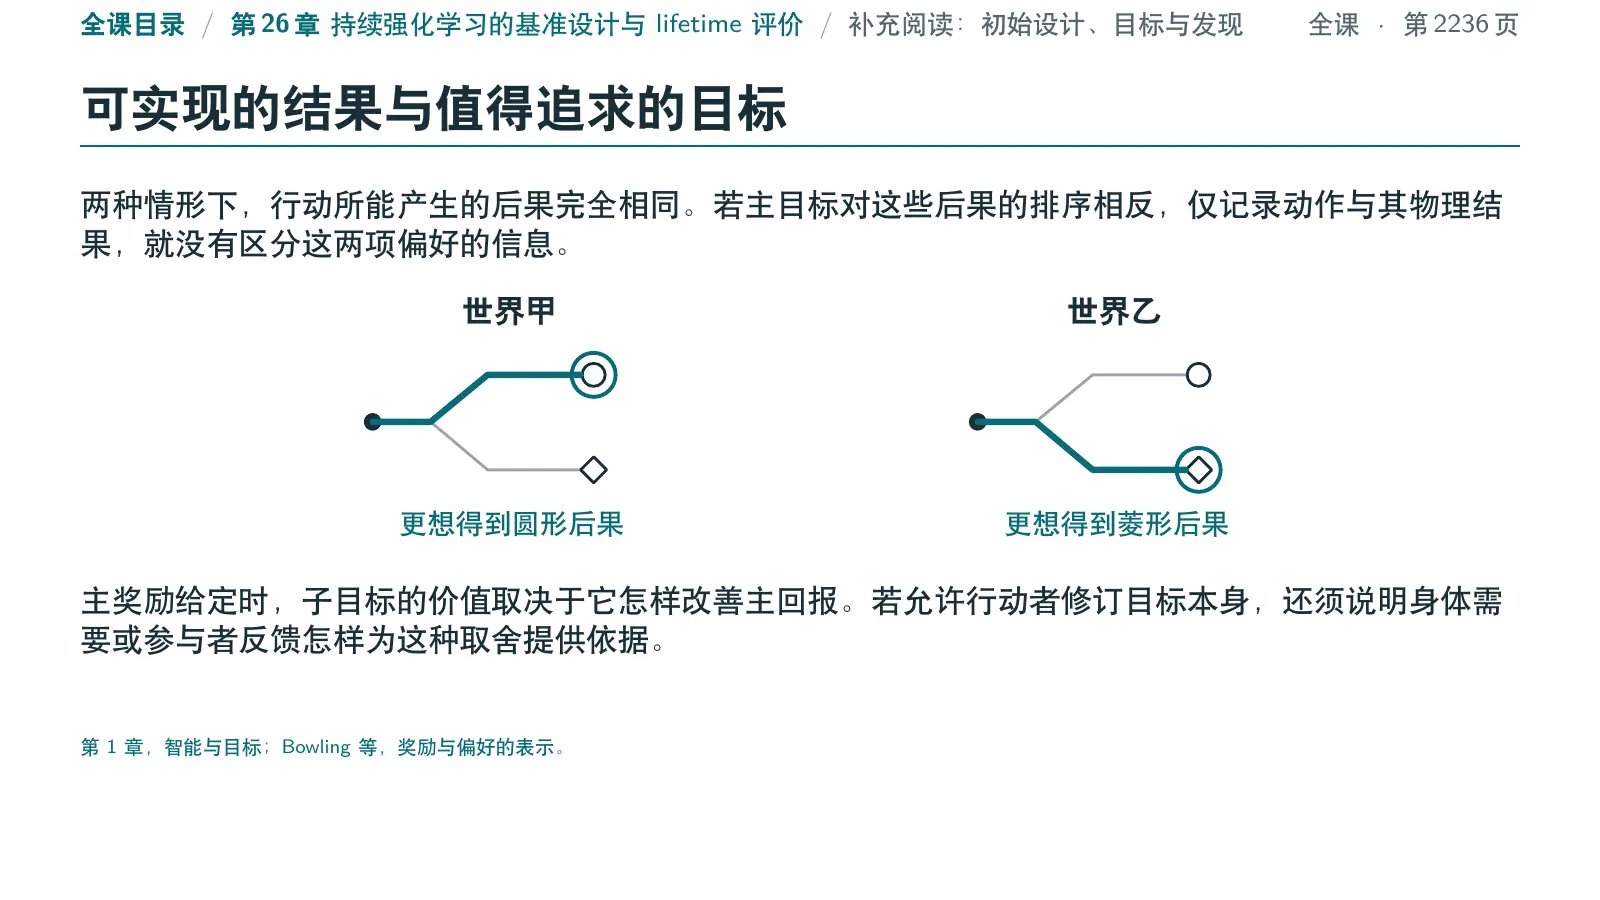 全课目录 / 第 26 章 持续强化学习的基准设计与 lifetime 评价 / 补充阅读：初始设计、目标与发现 全课 · 第 2236 页
可实现的结果与值得追求的目标
两种情形下，行动所能产生的后果完全相同。若主目标对这些后果的排序相反，仅记录动作与其物理结
果，就没有区分这两项偏好的信息。
世界甲 世界乙
更想得到圆形后果 更想得到菱形后果
主奖励给定时，子目标的价值取决于它怎样改善主回报。若允许行动者修订目标本身，还须说明身体需
要或参与者反馈怎样为这种取舍提供依据。
第 1 章，智能与目标；Bowling 等，奖励与偏好的表示。